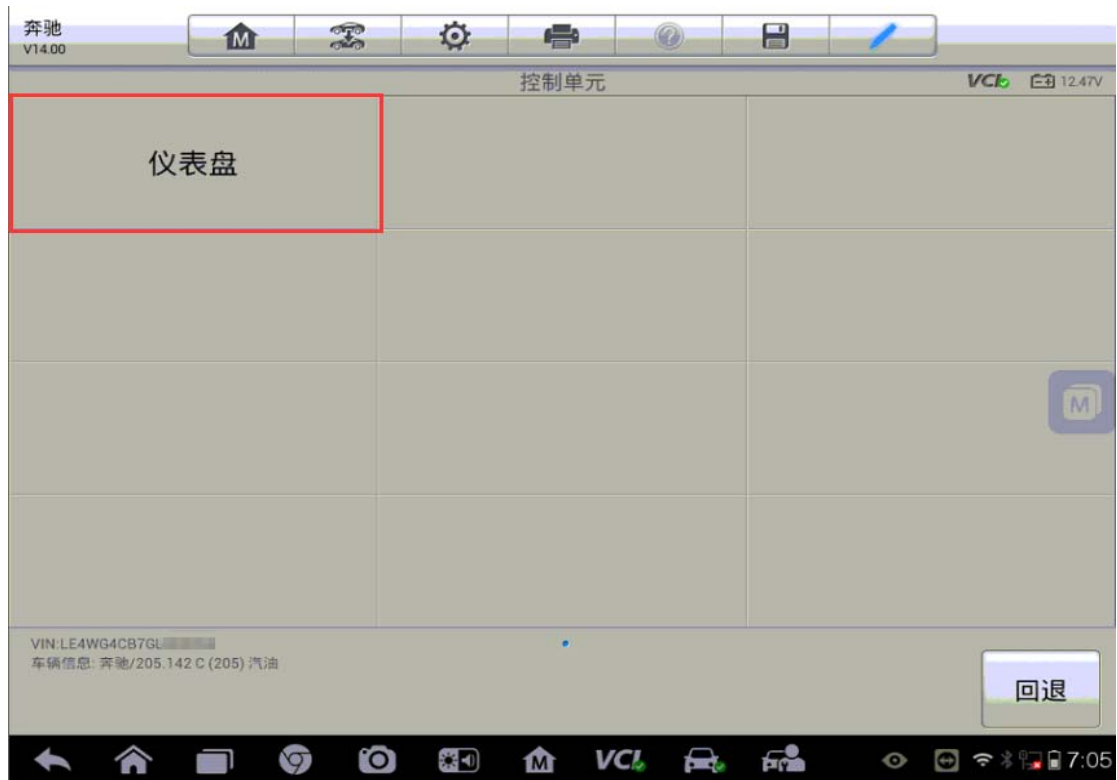 奔驰
V14.00
控制单元
VCI 12.47V
仪表盘
M
VIN:LE4WG4CB7GL
车辆信息: 奔驰/205.142 C (205) 汽油
回退
VCI 7:05